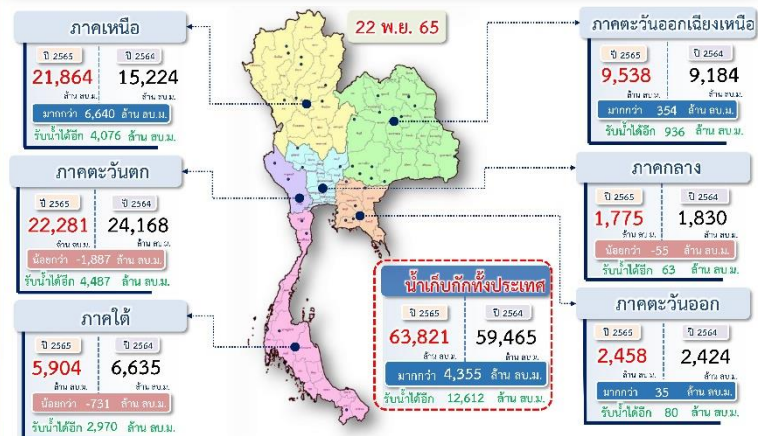 ภาคเหนือ
ปี 2565 ปี 2564
21,864 15,224
ล้าน ลบ.ม. ล้าน ลบ.ม.
มากกว่า 6,640 ล้าน ลบ.ม.
รับน้ำได้อีก 4,076 ล้าน ลบ.ม.
22 พ.ย. 65
ภาคตะวันออกเฉียงเหนือ
ปี 2565 ปี 2564
9,538 9,184
ล้าน ลบ.ม. ล้าน ลบ.ม.
มากกว่า 354 ล้าน ลบ.ม.
รับน้ำได้อีก 936 ล้าน ลบ.ม.
ภาคตะวันตก
ปี 2565 ปี 2564
22,281 24,168
ล้าน ลบ.ม. ล้าน ลบ.ม.
น้อยกว่า -1,887 ล้าน ลบ.ม.
รับน้ำได้อีก 4,487 ล้าน ลบ.ม.
ภาคกลาง
ปี 2565 ปี 2564
1,775 1,830
ล้าน ลบ.ม. ล้าน ลบ.ม.
น้อยกว่า -55 ล้าน ลบ.ม.
รับน้ำได้อีก 63 ล้าน ลบ.ม.
ภาคใต้
ปี 2565 ปี 2564
5,904 6,635
ล้าน ลบ.ม. ล้าน ลบ.ม.
น้อยกว่า -731 ล้าน ลบ.ม.
รับน้ำได้อีก 2,970 ล้าน ลบ.ม.
น้ำเก็บกักทั้งประเทศ
ปี 2565 ปี 2564
63,821 59,465
ล้าน ลบ.ม. ล้าน ลบ.ม.
มากกว่า 4,355 ล้าน ลบ.ม.
รับน้ำได้อีก 12,612 ล้าน ลบ.ม.
ภาคตะวันออก
ปี 2565 ปี 2564
2,458 2,424
ล้าน ลบ.ม. ล้าน ลบ.ม.
มากกว่า 35 ล้าน ลบ.ม.
รับน้ำได้อีก 80 ล้าน ลบ.ม.